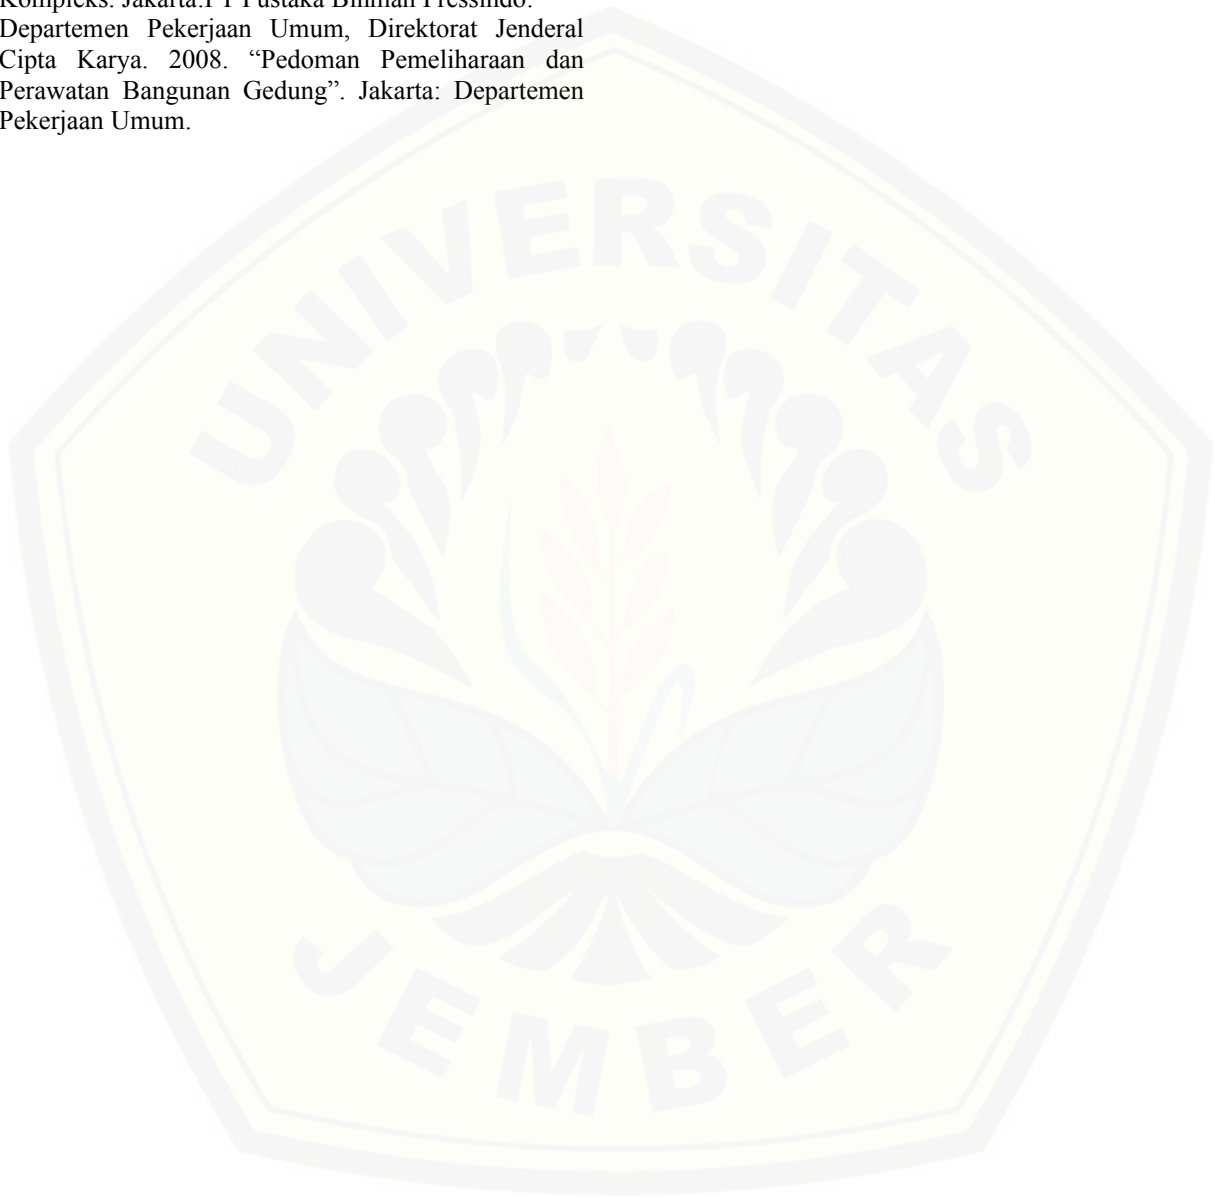 Kompleks. Jakarta:PT Pustaka Binman Pressindo.
Departemen Pekerjaan Umum, Direktorat Jenderal
Cipta Karya. 2008. “Pedoman Pemeliharaan dan
Perawatan Bangunan Gedung”. Jakarta: Departemen
Pekerjaan Umum.
UNIVERSITAS
JEMBER